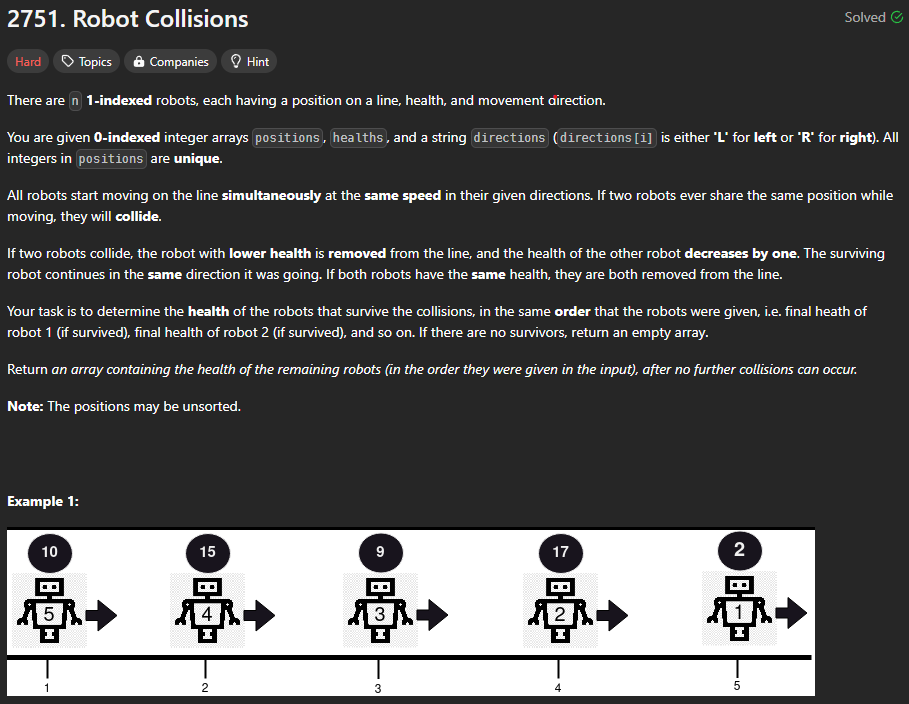 2751. Robot Collisions
Solved
Hard Topics Companies Hint
There are n 1-indexed robots, each having a position on a line, health, and movement direction.
You are given 0-indexed integer arrays positions, healths, and a string directions (directions[i] is either 'L' for left or 'R' for right). All
integers in positions are unique.
All robots start moving on the line simultaneously at the same speed in their given directions. If two robots ever share the same position while
moving, they will collide.
If two robots collide, the robot with lower health is removed from the line, and the health of the other robot decreases by one. The surviving
robot continues in the same direction it was going. If both robots have the same health, they are both removed from the line.
Your task is to determine the health of the robots that survive the collisions, in the same order that the robots were given, i.e. final heath of
robot 1 (if survived), final health of robot 2 (if survived), and so on. If there are no survivors, return an empty array.
Return an array containing the health of the remaining robots (in the order they were given in the input), after no further collisions can occur.
Note: The positions may be unsorted.
Example 1:
10 15 9 17 2
5 4 3 2 1
1 2 3 4 5